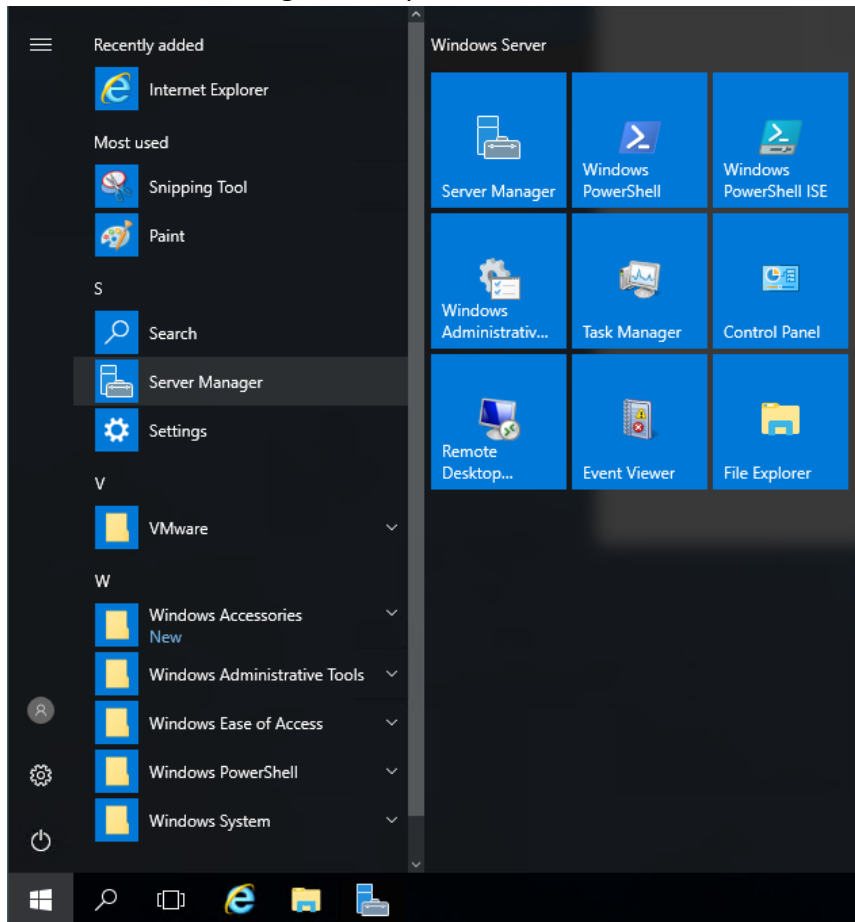 Recently added
Internet Explorer
Most used
Snipping Tool
Paint
S
Search
Server Manager
Settings
V
VMware
W
Windows Accessories
New
Windows Administrative Tools
Windows Ease of Access
Windows PowerShell
Windows System
Windows Server
Server Manager
Windows
PowerShell
Windows
PowerShell ISE
Windows
Administrativ...
Task Manager
Control Panel
Remote
Desktop...
Event Viewer
File Explorer